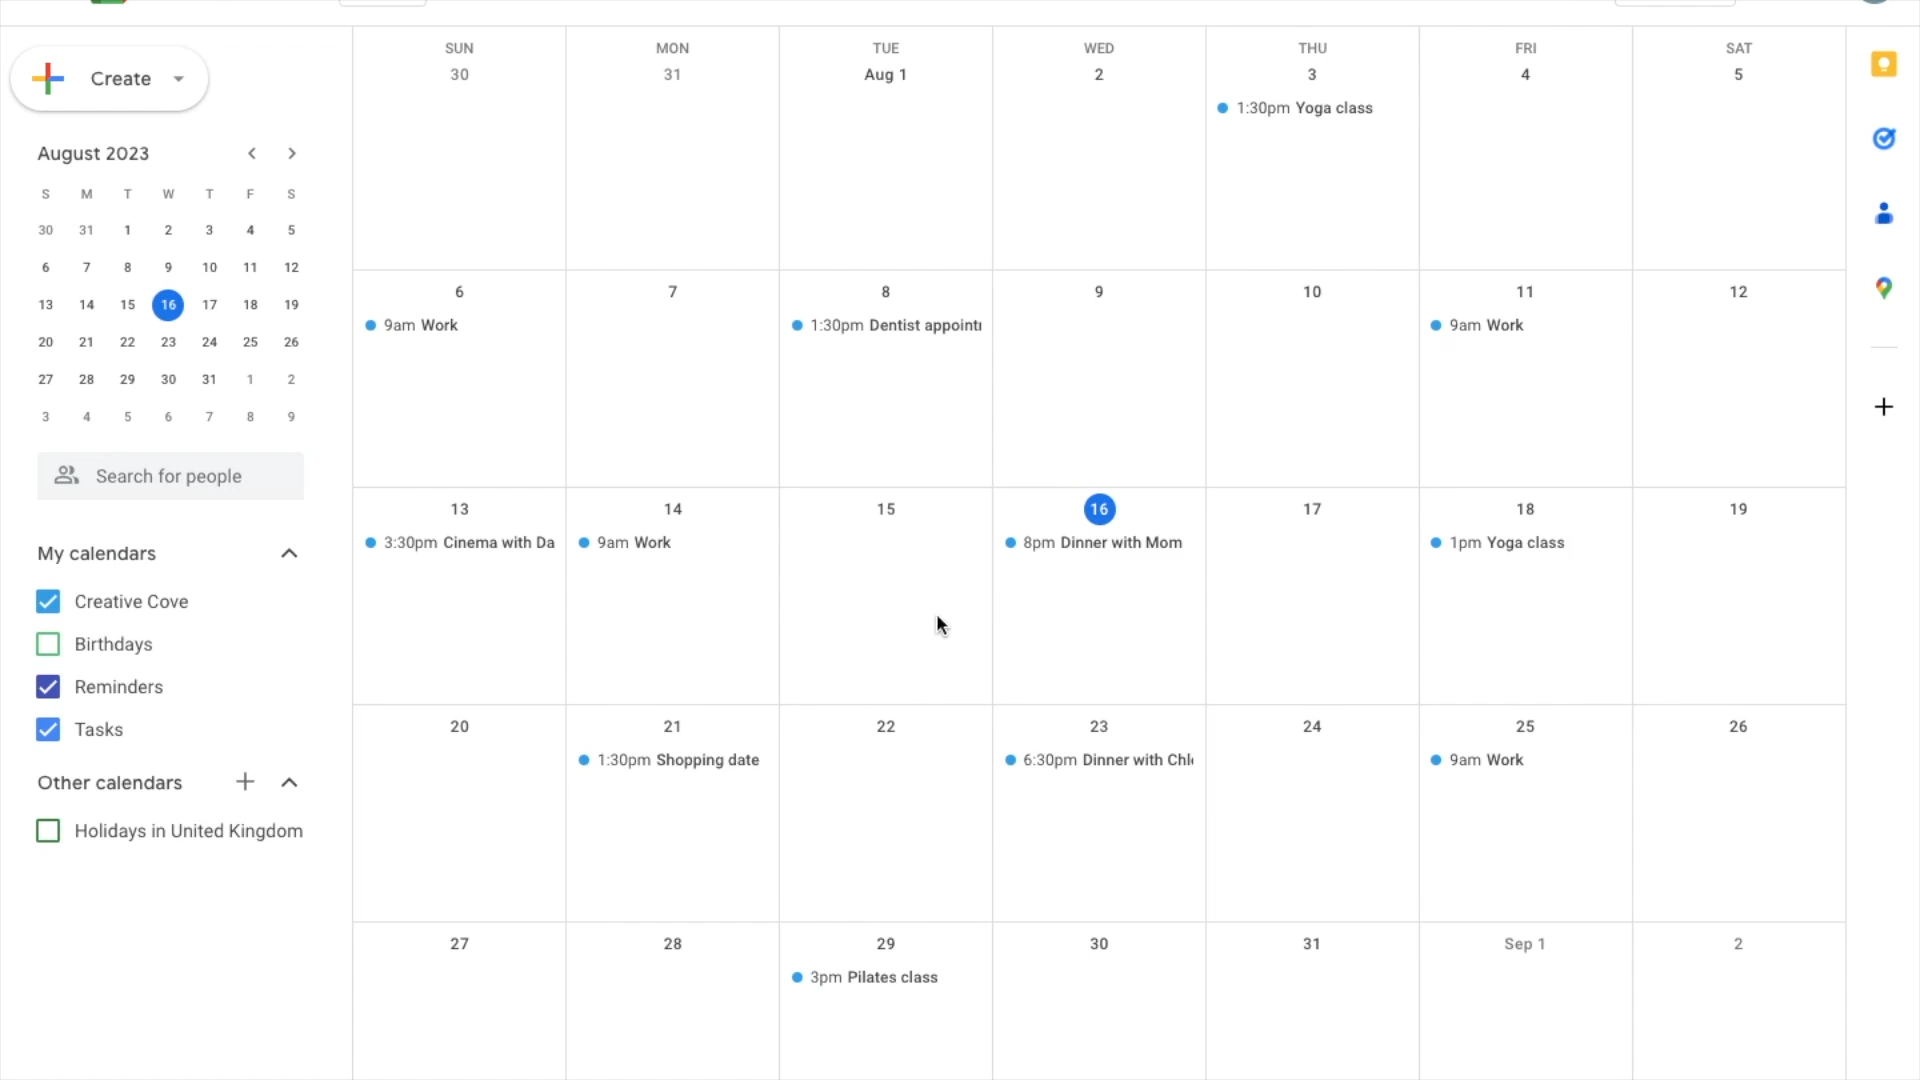 Create
August 2023
S M T W T F S
30 31 1 2 3 4 5
6 7 8 9 10 11 12
13 14 15 16 17 18 19
20 21 22 23 24 25 26
27 28 29 30 31 1 2
3 4 5 6 7 8 9
Search for people
My calendars
Creative Cove
Birthdays
Reminders
Tasks
Other calendars
Holidays in United Kingdom
SUN MON TUE WED THU FRI SAT
30 31 Aug 1 2 3 4 5
1:30pm Yoga class
6 7 8 9 10 11 12
9am Work 1:30pm Dentist 9am Work
13 14 15 16 17 18 19
3:30pm Cinema with Da 9am Work 8pm Dinner with Mom 1pm Yoga class
20 21 22 23 24 25 26
1:30pm Shopping date 6:30pm Dinner with 9am Work
27 28 29 30 31 Sep 1 2
3pm Pilates class